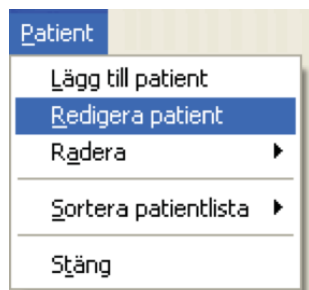 Patient
Lägg till patient
Redigera patient
Radera
Sortera patientlista
Stäng